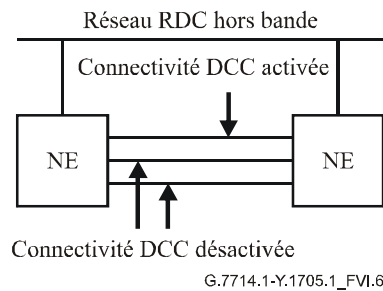 Réseau RDC hors bande
Connectivité DCC activée
NE
NE
Connectivité DCC désactivée
G.7714.1-Y.1705.1_FVI.6